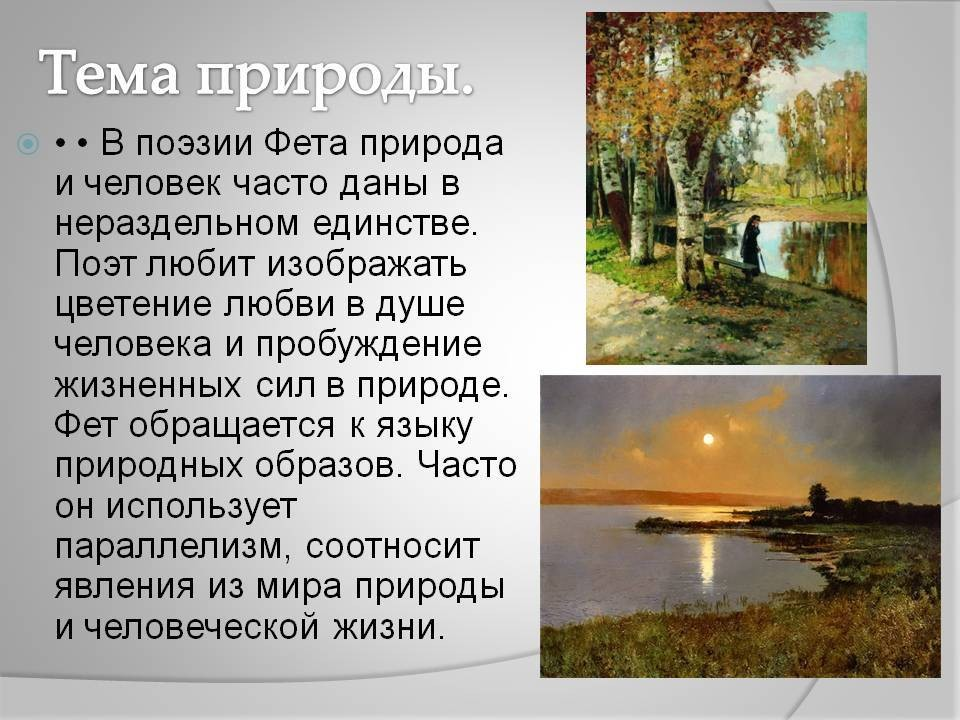 Тема природы.
• • В поэзии Фета природа
и человек часто даны в
нераздельном единстве.
Поэт любит изображать
цветение любви в душе
человека и пробуждение
жизненных сил в природе.
Фет обращается к языку
природных образов. Часто
он использует
параллелизм, соотносит
явления из мира природы
и человеческой жизни.